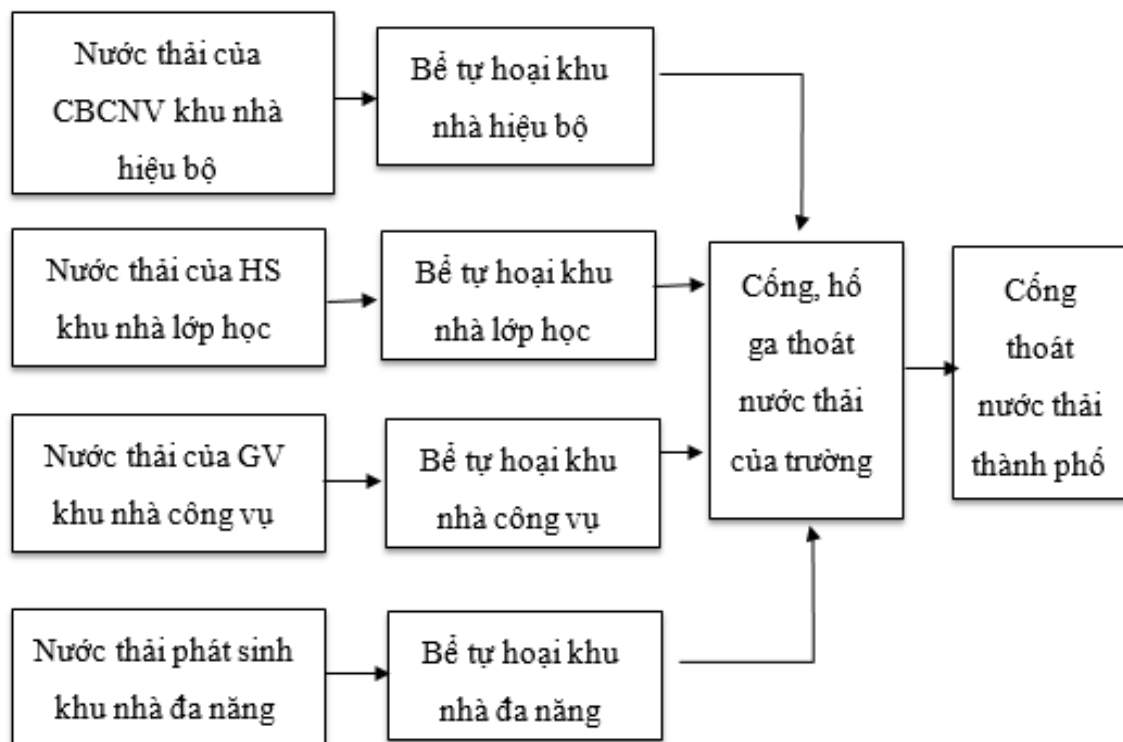 Nước thải của
CBCNV khu nhà
hiệu bộ
Bể tự hoại khu
nhà hiệu bộ
Nước thải của HS
khu nhà lớp học
Bể tự hoại khu
nhà lớp học
Nước thải của GV
khu nhà công vụ
Bể tự hoại khu
nhà công vụ
Nước thải phát sinh
khu nhà đa năng
Bể tự hoại khu
nhà đa năng
Cống, hố
ga thoát
nước thải
của trường
Cống
thoát
nước thải
thành phố